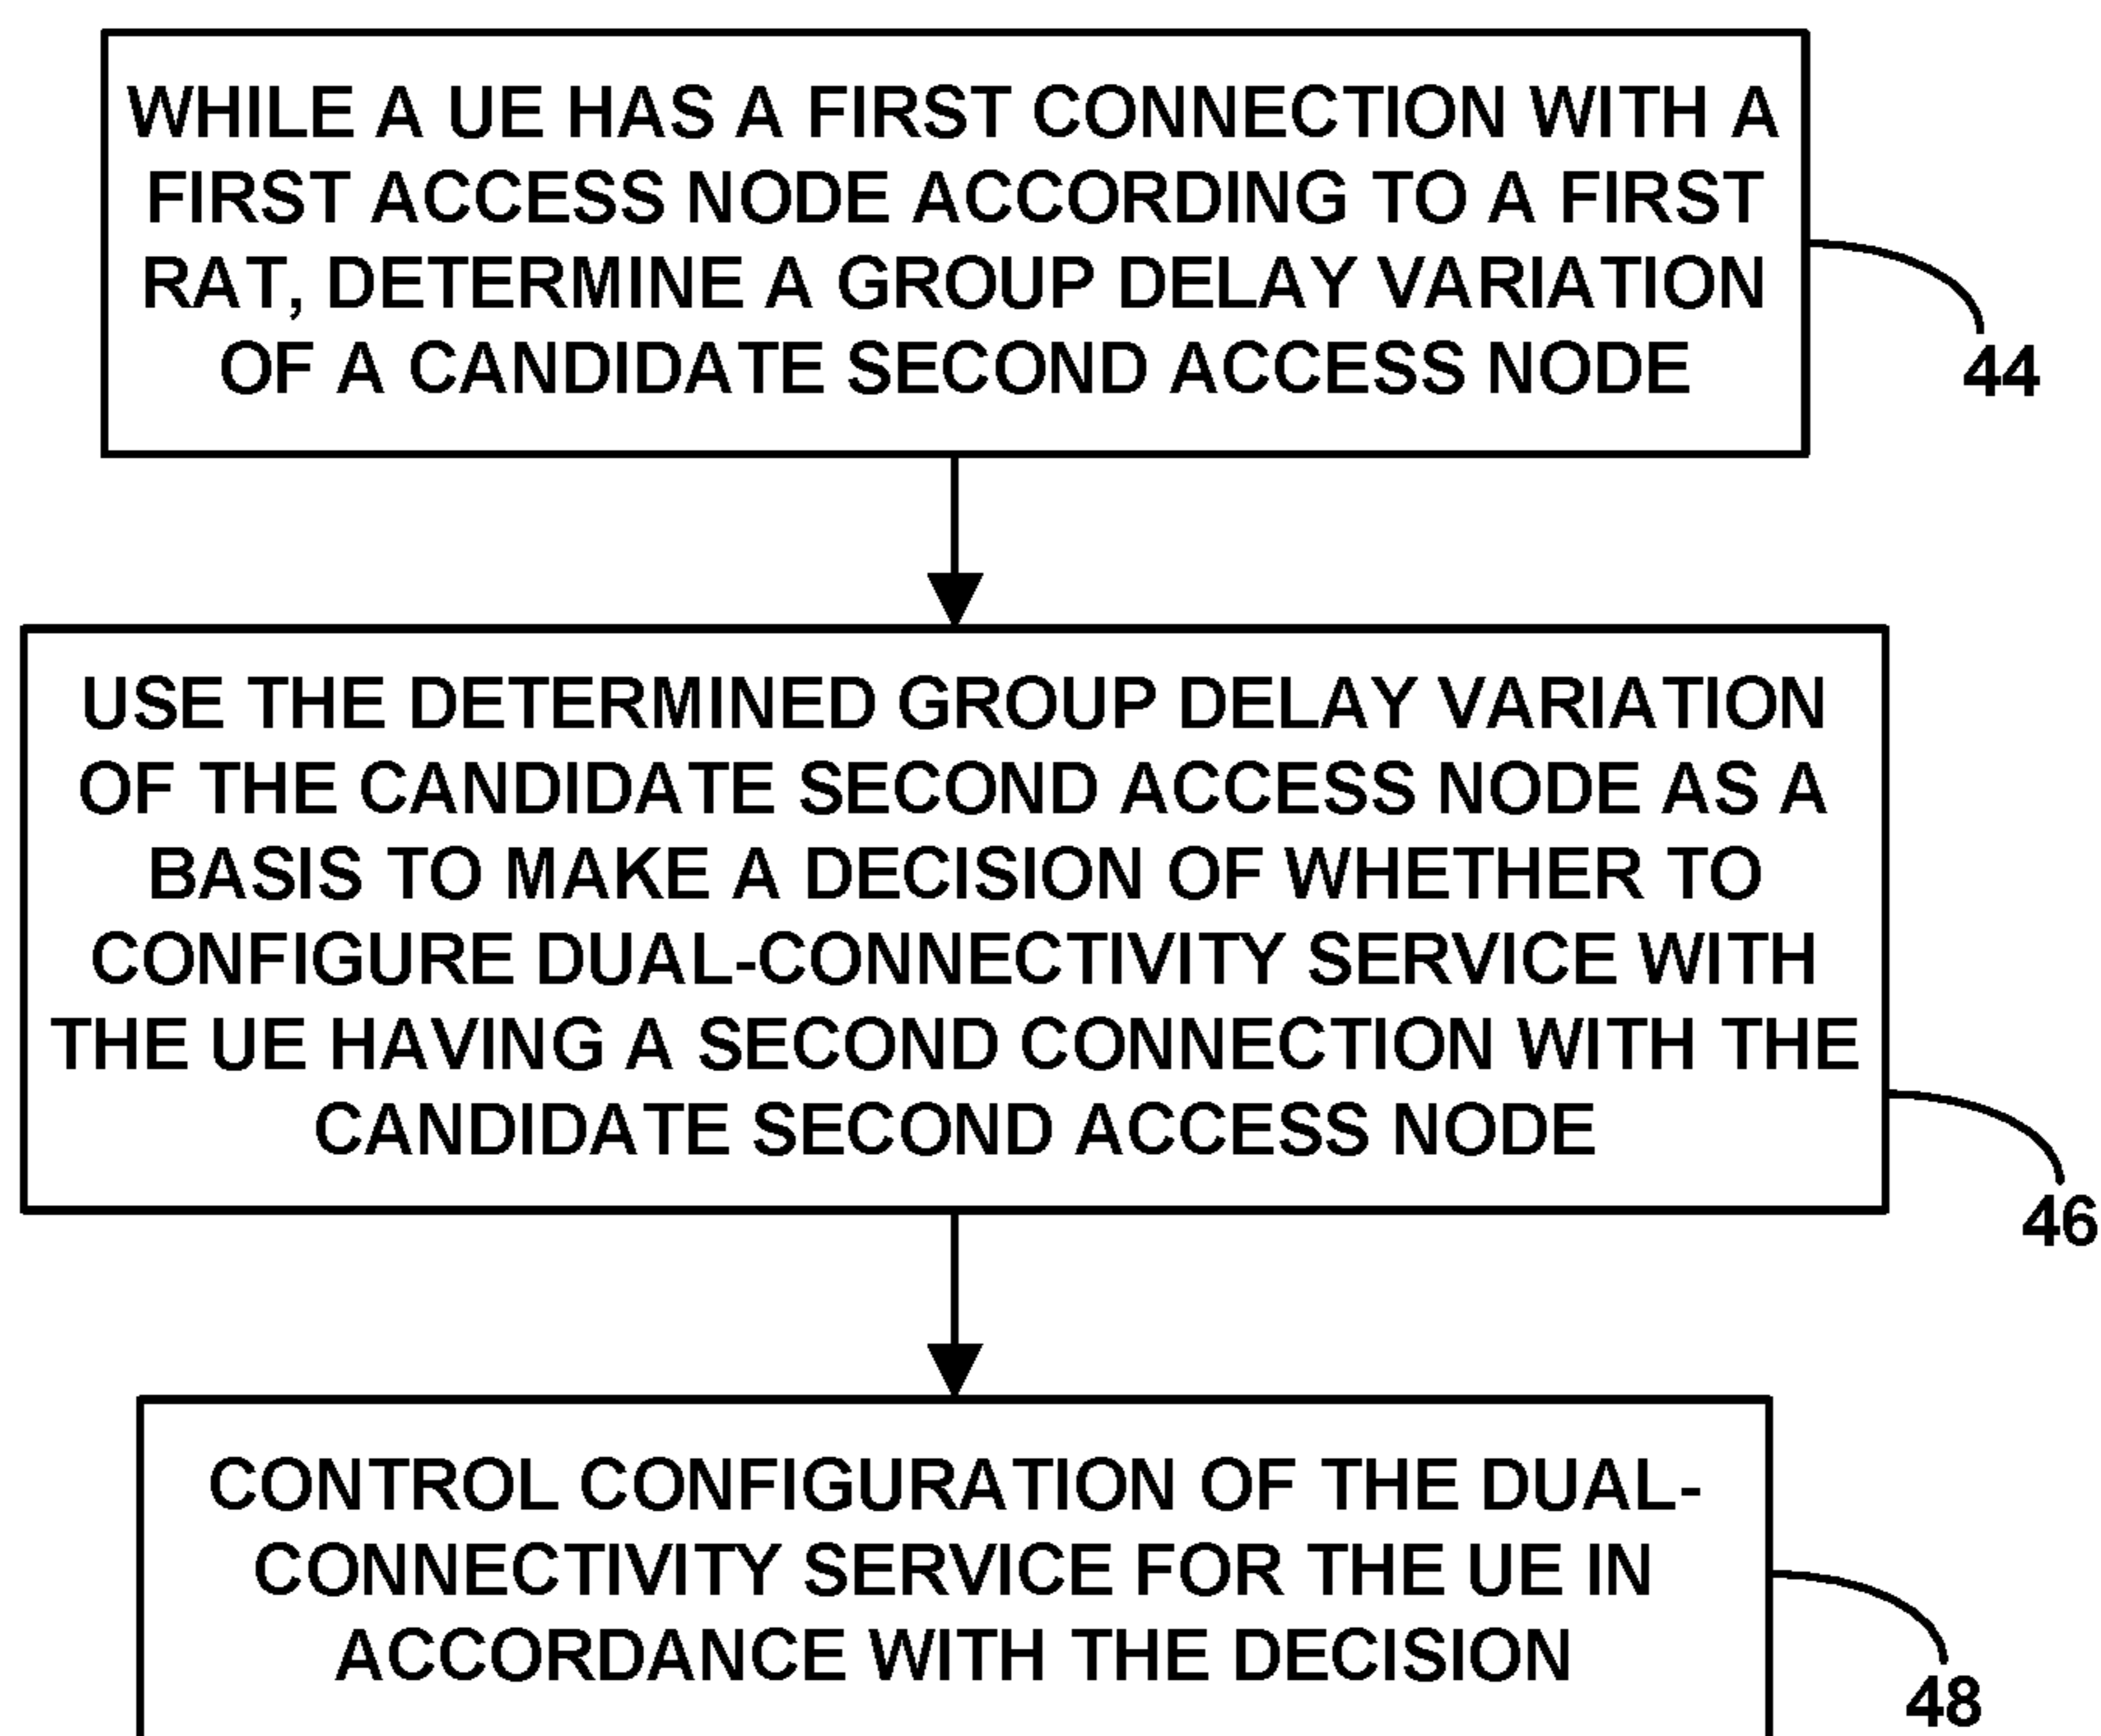 WHILE A UE HAS A FIRST CONNECTION WITH A
FIRST ACCESS NODE ACCORDING TO A FIRST
RAT, DETERMINE A GROUP DELAY VARIATION
OF A CANDIDATE SECOND ACCESS NODE
44
USE THE DETERMINED GROUP DELAY VARIATION
OF THE CANDIDATE SECOND ACCESS NODE AS A
BASIS TO MAKE A DECISION OF WHETHER TO
CONFIGURE DUAL-CONNECTIVITY SERVICE WITH
THE UE HAVING A SECOND CONNECTION WITH THE
CANDIDATE SECOND ACCESS NODE
46
CONTROL CONFIGURATION OF THE DUAL-
CONNECTIVITY SERVICE FOR THE UE IN
ACCORDANCE WITH THE DECISION
48